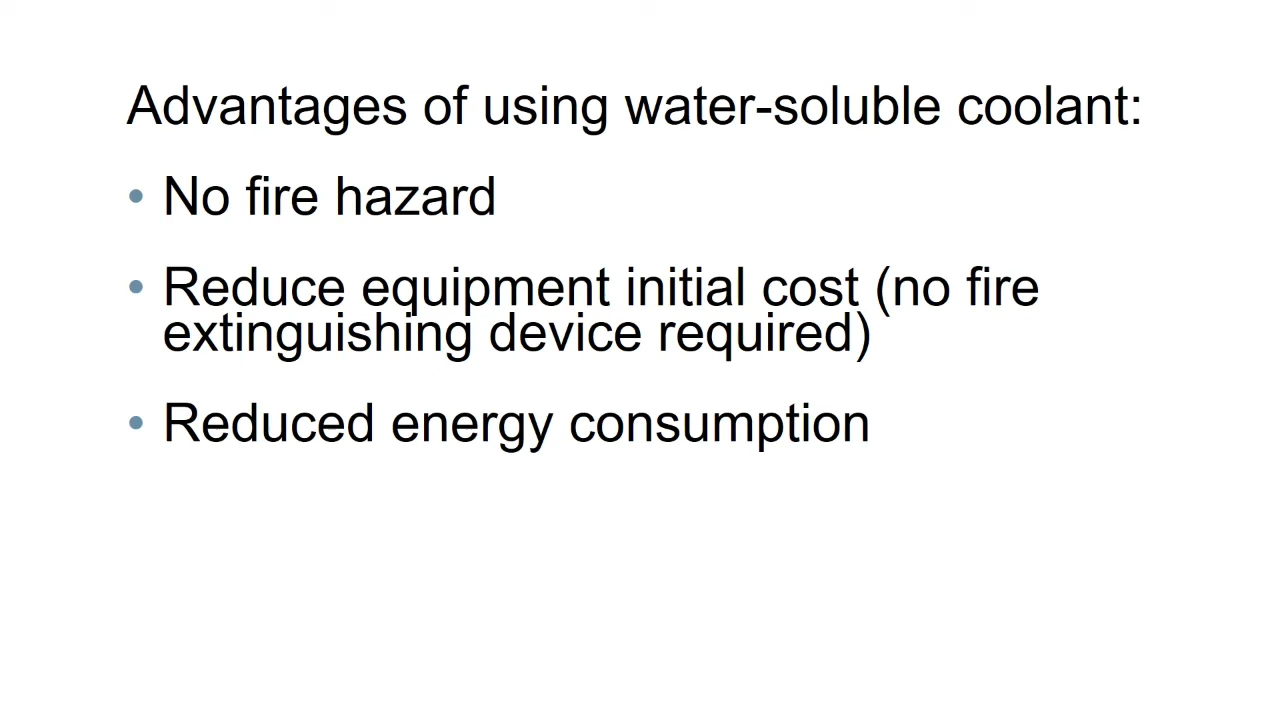 Advantages of using water-soluble coolant:
• No fire hazard
• Reduce equipment initial cost (no fire
extinguishing device required)
• Reduced energy consumption